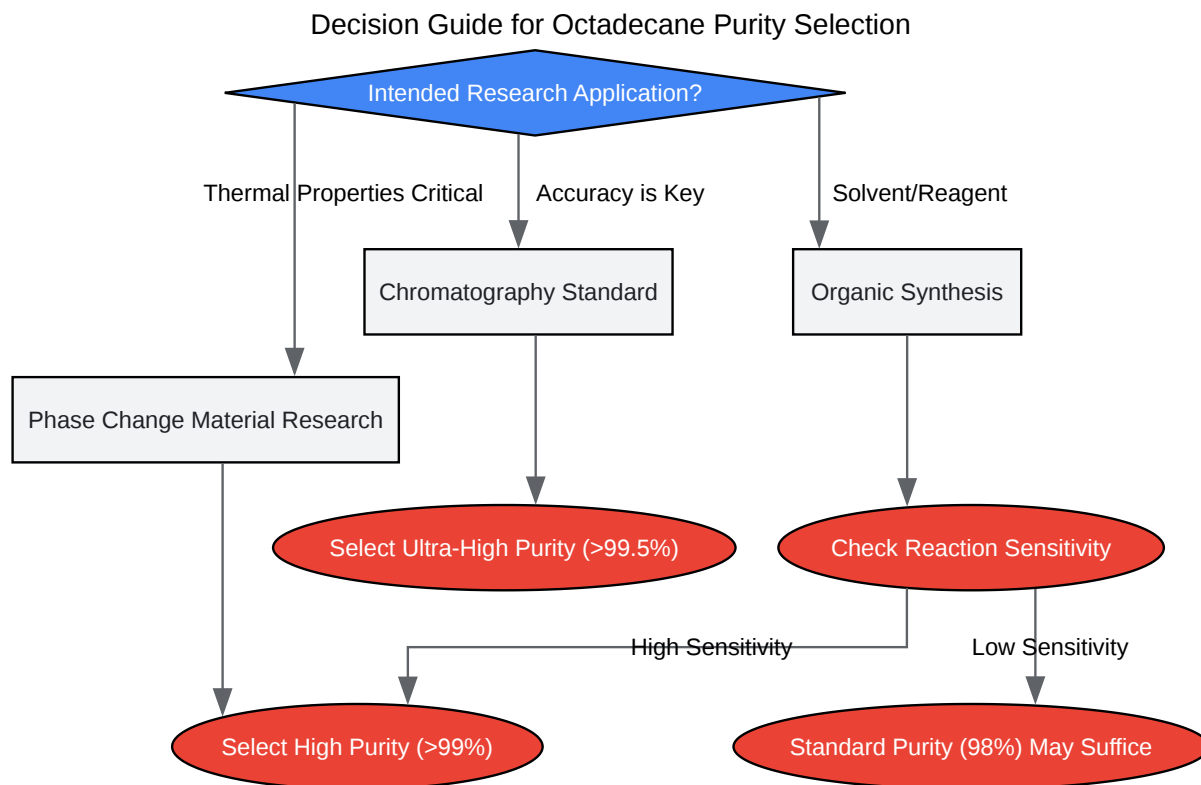 Decision Guide for Octadecane Purity Selection
Intended Research Application?
Thermal Properties Critical
Accuracy is Key
Solvent/Reagent
Chromatography Standard
Organic Synthesis
Phase Change Material Research
Select Ultra-High Purity (>99.5%)
Check Reaction Sensitivity
High Sensitivity
Low Sensitivity
Select High Purity (>99%)
Standard Purity (98%) May Suffice